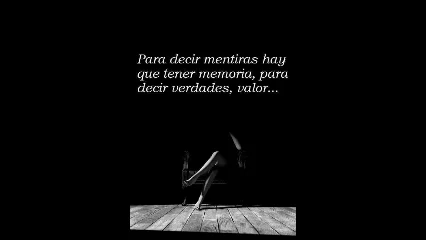 Para decir mentiras hay
que tener memoria, para
decir verdades, valor...